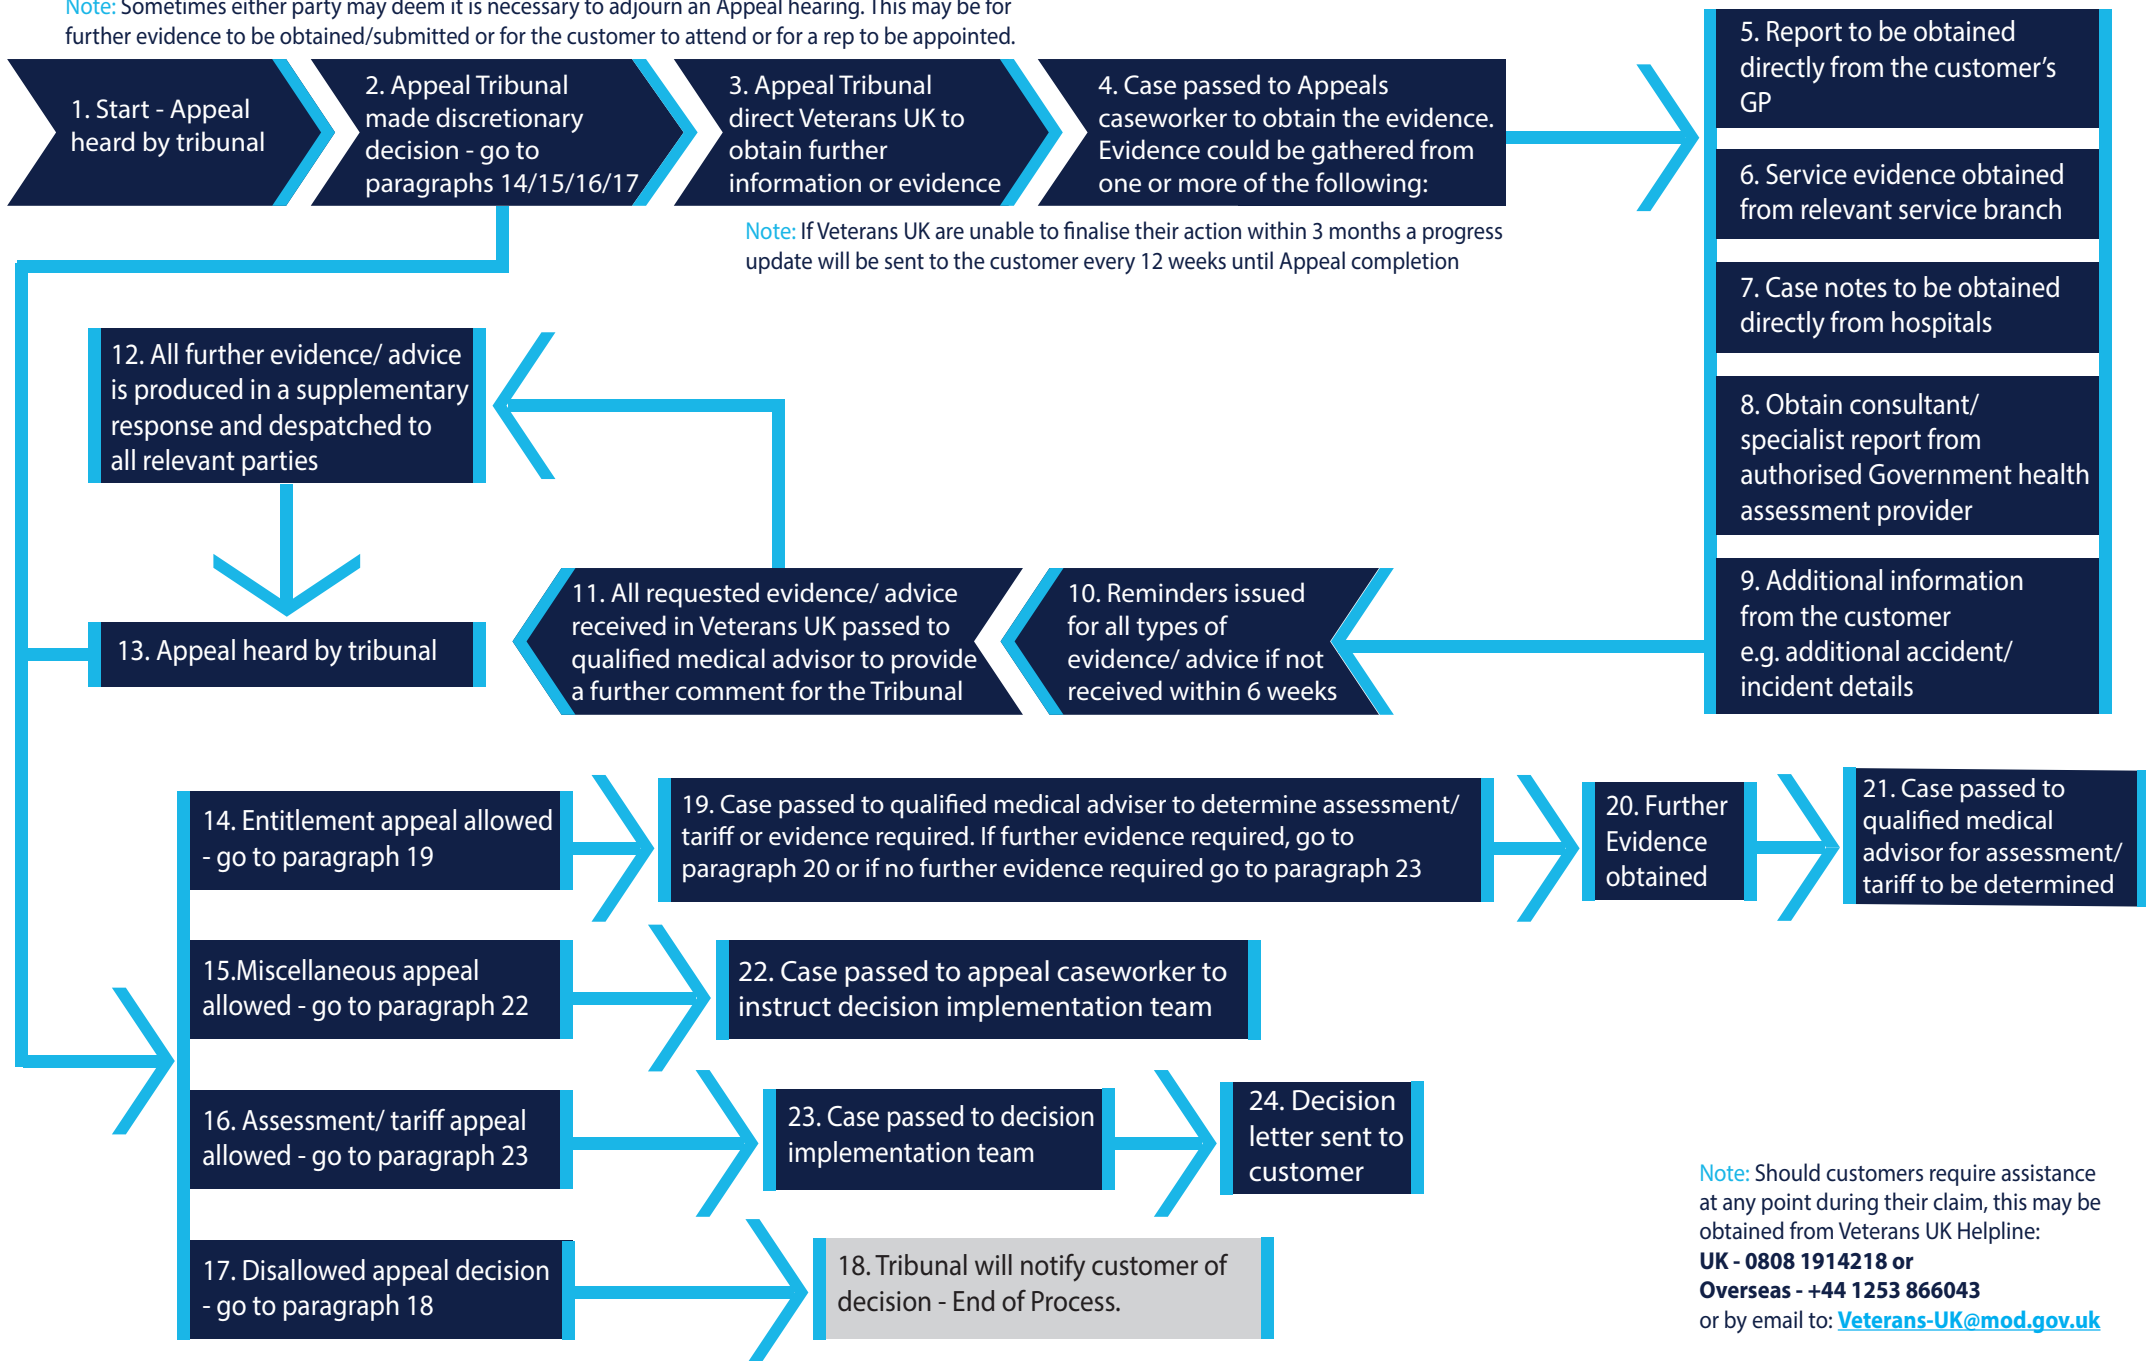 Note: Sometimes either party may deem it is necessary to adjourn an Appeal hearing. This may be for
further evidence to be obtained/submitted or for the customer to attend or for a rep to be appointed.
1. Start - Appeal
heard by tribunal
2. Appeal Tribunal
made discretionary
decision - go to
paragraphs 14/15/16/17
3. Appeal Tribunal
direct Veterans UK to
obtain further
information or evidence
4. Case passed to Appeals
caseworker to obtain the evidence.
Evidence could be gathered from
one or more of the following:
Note: If Veterans UK are unable to finalise their action within 3 months a progress
update will be sent to the customer every 12 weeks until Appeal completion
5. Report to be obtained
directly from the customer's
GP
6. Service evidence obtained
from relevant service branch
7. Case notes to be obtained
directly from hospitals
8. Obtain consultant/
specialist report from
authorised Government health
assessment provider
9. Additional information
from the customer
e.g. additional accident/
incident details
10. Reminders issued
for all types of
evidence/ advice if not
received within 6 weeks
11. All requested evidence/ advice
received in Veterans UK passed to
qualified medical advisor to provide
a further comment for the Tribunal
12. All further evidence/ advice
is produced in a supplementary
response and despatched to
all relevant parties
13. Appeal heard by tribunal
14. Entitlement appeal allowed
- go to paragraph 19
19. Case passed to qualified medical adviser to determine assessment/
tariff or evidence required. If further evidence required, go to
paragraph 20 or if no further evidence required go to paragraph 23
20. Further
Evidence
obtained
21. Case passed to
qualified medical
advisor for assessment/
tariff to be determined
15.Miscellaneous appeal
allowed - go to paragraph 22
22. Case passed to appeal caseworker to
instruct decision implementation team
16. Assessment/ tariff appeal
allowed - go to paragraph 23
23. Case passed to decision
implementation team
24. Decision
letter sent to
customer
17. Disallowed appeal decision
- go to paragraph 18
18. Tribunal will notify customer of
decision - End of Process.
Note: Should customers require assistance
at any point during their claim, this may be
obtained from Veterans UK Helpline:
UK - 0808 1914218 or
Overseas - +44 1253 866043
or by email to: Veterans-UK@mod.gov.uk